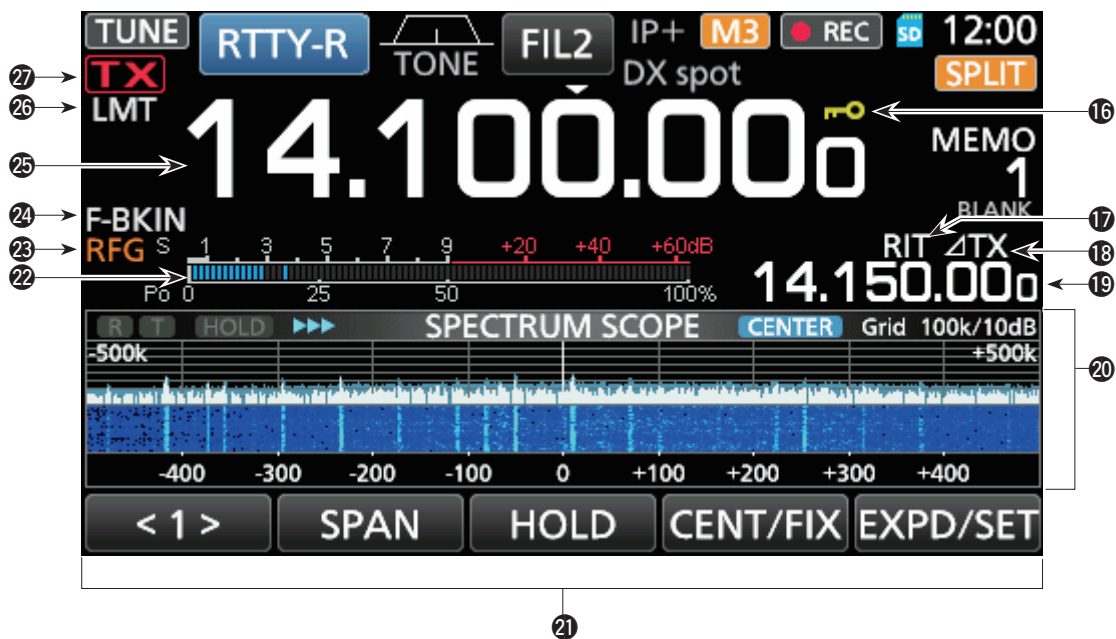 TUNE RTTY-R TONE FIL2 IP+ M3 REC SD 12:00
㉗ TX DX spot SPLIT
㉖ LMT ⑯
㉕ 14.100.000 MEMO
1
㉔ F-BKIN BLANK ⑰
㉓ RFG S 1 3 5 7 9 +20 +40 +60dB RIT ⊿TX ⑱
㉒ Po 0 25 50 100% 14.150.000 ⑲
R T HOLD SPECTRUM SCOPE CENTER Grid 100k/10dB
-500k +500k
⑳
-400 -300 -200 -100 0 +100 +200 +300 +400
< 1 > SPAN HOLD CENT/FIX EXPD/SET
㉑